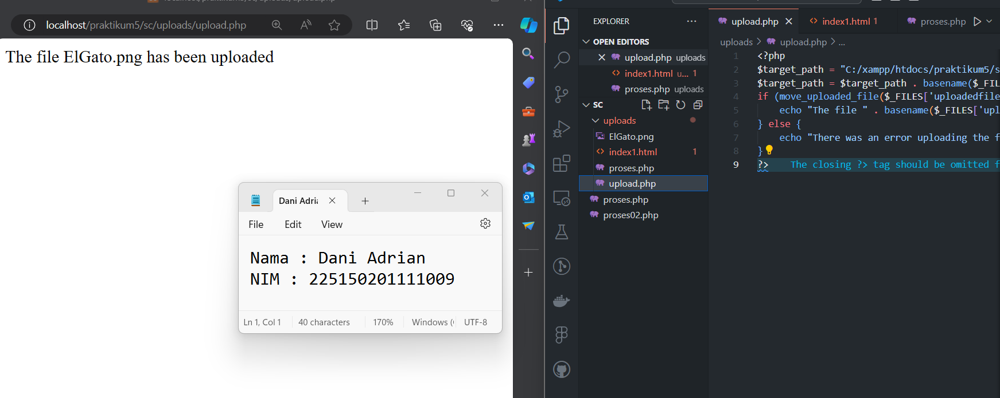 localhost/praktikum5/sc/uploads/upload.php
The file ElGato.png has been uploaded
Dani Adria
File Edit View
Nama : Dani Adrian
NIM : 225150201111009
Ln 1, Col 1 40 characters 170% Windows ( UTF-8
EXPLORER
OPEN EDITORS
upload.php uploads
index1.html u... 1
proses.php uploads
SC
uploads
ElGato.png
index1.html 1
proses.php
upload.php
proses.php
proses02.php
upload.php index1.html 1 proses.php
uploads > upload.php > ...
1 <?php
2 $target_path = "C:/xampp/htdocs/praktikum5/s
3 $target_path = $target_path . basename($_FIL
4 if (move_uploaded_file($_FILES['uploadedfile
5 echo "The file " . basename($_FILES['upl
6 } else {
7 echo "There was an error uploading the f
8 }
9 ?> The closing ?> tag should be omitted f